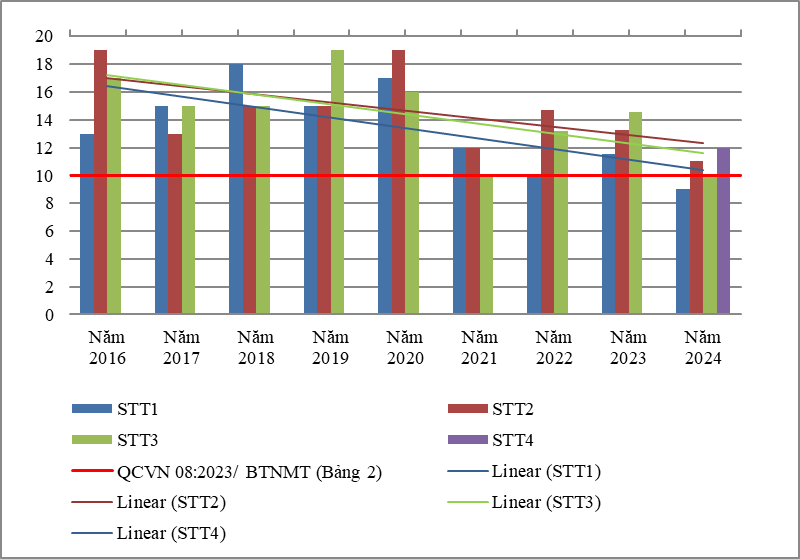 20
18
16
14
12
10
8
6
4
2
0
Năm 2016
Năm 2017
Năm 2018
Năm 2019
Năm 2020
Năm 2021
Năm 2022
Năm 2023
Năm 2024
STT1
STT2
STT3
STT4
QCVN 08:2023/ BTNMT (Bảng 2)
Linear (STT1)
Linear (STT2)
Linear (STT3)
Linear (STT4)